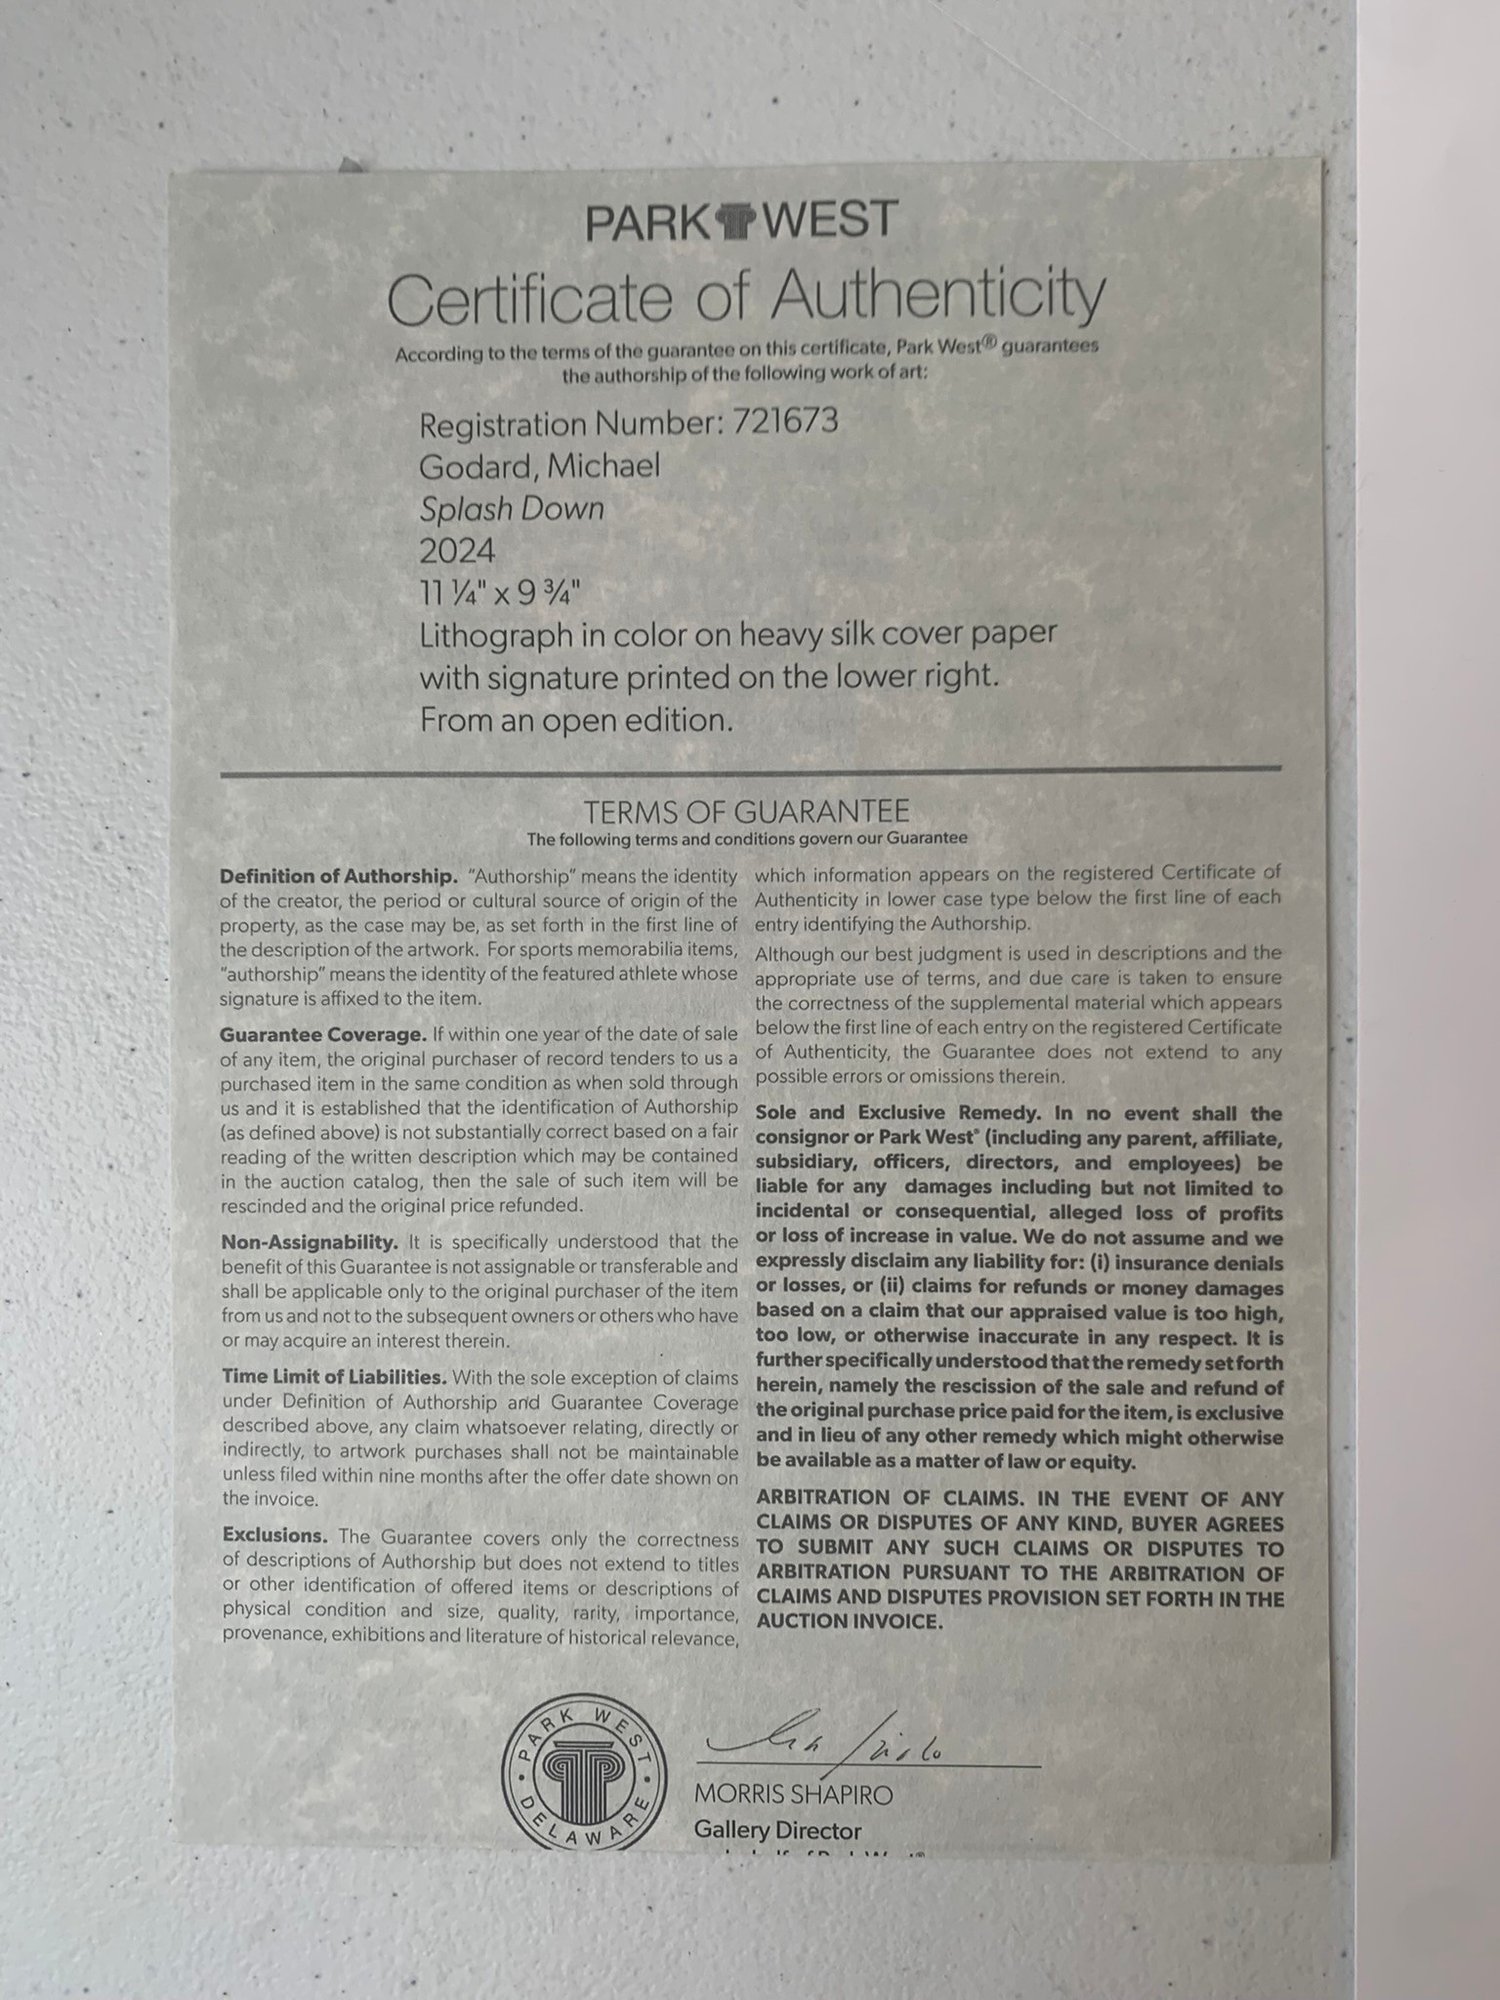 PARK WEST
Certificate of Authenticity
According to the terms of the guarantee on this certificate, Park West® guarantees
the authorship of the following work of art:
Registration Number: 721673
Godard, Michael
Splash Down
2024
11 ¼" x 9 ¾"
Lithograph in color on heavy silk cover paper
with signature printed on the lower right.
From an open edition.
TERMS OF GUARANTEE
The following terms and conditions govern our Guarantee
Definition of Authorship. "Authorship" means the identity
of the creator, the period or cultural source of origin of the
property, as the case may be, as set forth in the first line of
the description of the artwork. For sports memorabilia items,
"authorship" means the identity of the featured athlete whose
signature is affixed to the item.
Guarantee Coverage. If within one year of the date of sale
of any item, the original purchaser of record tenders to us a
purchased item in the same condition as when sold through
us and it is established that the identification of Authorship
(as defined above) is not substantially correct based on a fair
reading of the written description which may be contained
in the auction catalog, then the sale of such item will be
rescinded and the original price refunded.
Non-Assignability. It is specifically understood that the
benefit of this Guarantee is not assignable or transferable and
shall be applicable only to the original purchaser of the item
from us and not to the subsequent owners or others who have
or may acquire an interest therein.
Time Limit of Liabilities. With the sole exception of claims
under Definition of Authorship and Guarantee Coverage
described above, any claim whatsoever relating, directly or
indirectly, to artwork purchases shall not be maintainable
unless filed within nine months after the offer date shown on
the invoice.
Exclusions. The Guarantee covers only the correctness
of descriptions of Authorship but does not extend to titles
or other identification of offered items or descriptions of
physical condition and size, quality, rarity, importance,
provenance, exhibitions and literature of historical relevance,
which information appears on the registered Certificate of
Authenticity in lower case type below the first line of each
entry identifying the Authorship.
Although our best judgment is used in descriptions and the
appropriate use of terms, and due care is taken to ensure
the correctness of the supplemental material which appears
below the first line of each entry on the registered Certificate
of Authenticity, the Guarantee does not extend to any
possible errors or omissions therein.
Sole and Exclusive Remedy. In no event shall the
consignor or Park West® (including any parent, affiliate,
subsidiary, officers, directors, and employees) be
liable for any damages including but not limited to
incidental or consequential, alleged loss of profits
or loss of increase in value. We do not assume and we
expressly disclaim any liability for: (i) insurance denials
or losses, or (ii) claims for refunds or money damages
based on a claim that our appraised value is too high,
too low, or otherwise inaccurate in any respect. It is
further specifically understood that the remedy set forth
herein, namely the rescission of the sale and refund of
the original purchase price paid for the item, is exclusive
and in lieu of any other remedy which might otherwise
be available as a matter of law or equity.
ARBITRATION OF CLAIMS. IN THE EVENT OF ANY
CLAIMS OR DISPUTES OF ANY KIND, BUYER AGREES
TO SUBMIT ANY SUCH CLAIMS OR DISPUTES TO
ARBITRATION PURSUANT TO THE ARBITRATION OF
CLAIMS AND DISPUTES PROVISION SET FORTH IN THE
AUCTION INVOICE.
PARK WEST
DELAWARE
MORRIS SHAPIRO
Gallery Director